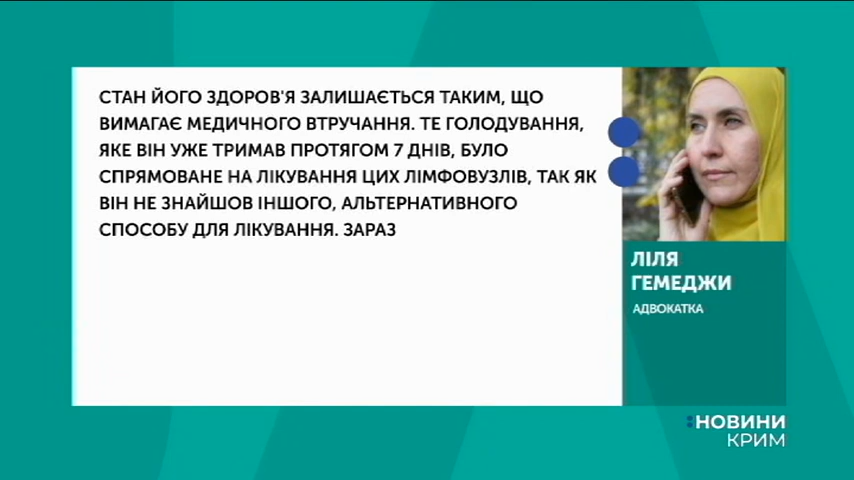 СТАН ЙОГО ЗДОРОВ'Я ЗАЛИШАЄТЬСЯ ТАКИМ, ЩО
ВИМАГАЄ МЕДИЧНОГО ВТРУЧАННЯ. ТЕ ГОЛОДУВАННЯ,
ЯКЕ ВІН УЖЕ ТРИМАВ ПРОТЯГОМ 7 ДНІВ, БУЛО
СПРЯМОВАНЕ НА ЛІКУВАННЯ ЦИХ ЛІМФОВУЗЛІВ, ТАК ЯК
ВІН НЕ ЗНАЙШОВ ІНШОГО, АЛЬТЕРНАТИВНОГО
СПОСОБУ ДЛЯ ЛІКУВАННЯ. ЗАРАЗ
ЛІЛЯ
ГЕМЕДЖИ
АДВОКАТКА
:НОВИНИ
КРИМ